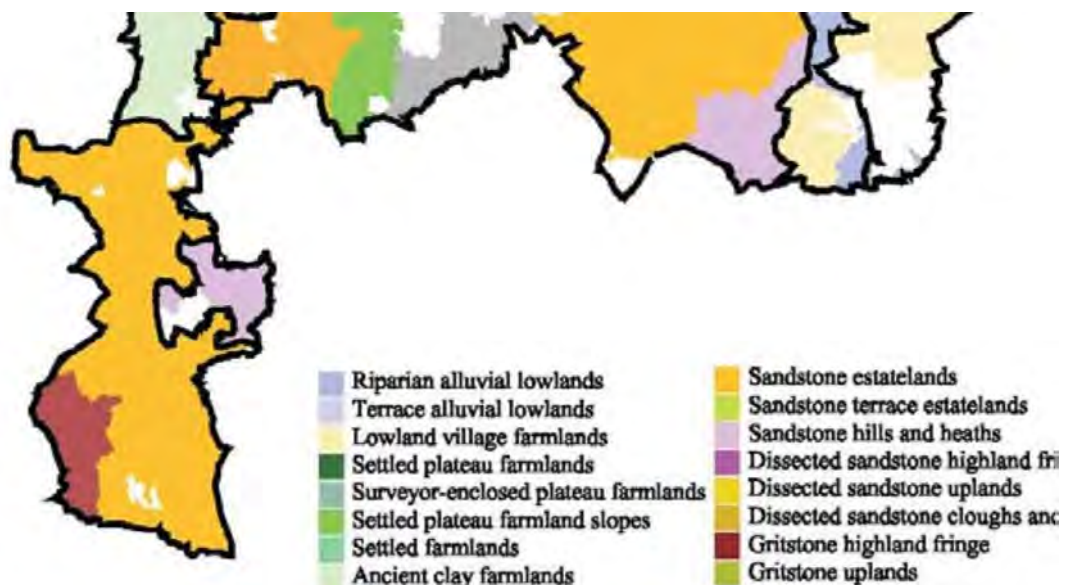 Riparian alluvial lowlands
Terrace alluvial lowlands
Lowland village farmlands
Settled plateau farmlands
Surveyor-enclosed plateau farmlands
Settled plateau farmland slopes
Settled farmlands
Ancient clay farmlands
Sandstone estatelands
Sandstone terrace estatelands
Sandstone hills and heaths
Dissected sandstone highland fri
Dissected sandstone uplands
Dissected sandstone cloughs and
Gritstone highland fringe
Gritstone uplands